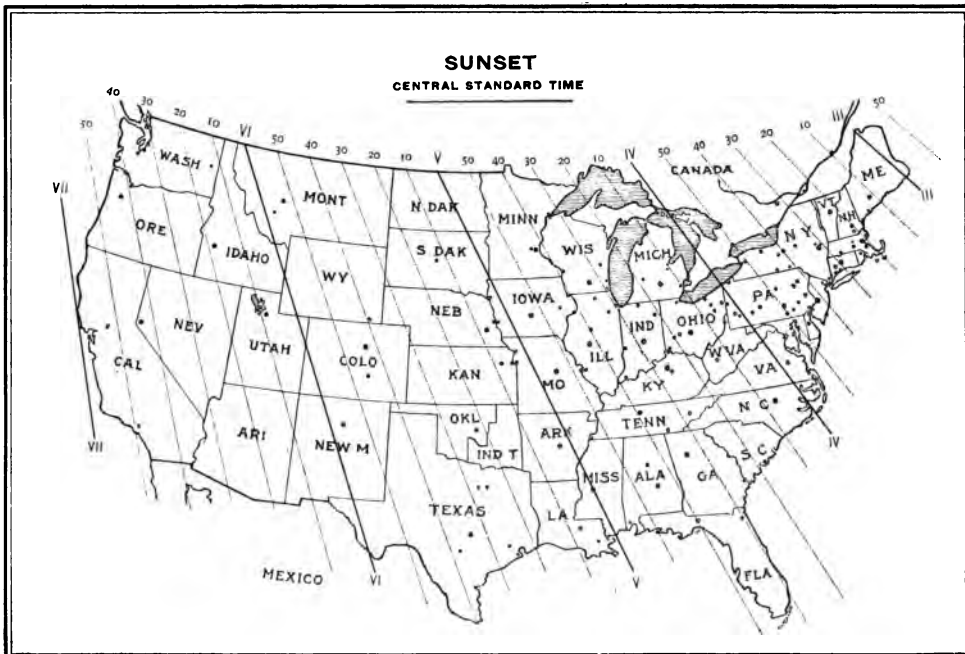 SUNSET
CENTRAL STANDARD TIME
40
50 30 20 10 VI 50 40 20 10 V 50 40 30 20 10 IV 50 40 30 20 10 III 50
WASH
MONT
N.DAK
MINN
CANADA
ME
VII
III
ORE
IDAHO
S.DAK
WIS
MICH
N Y
VT
NH
WY
NEB
IOWA
PA
NEV
UTAH
COLO
ILL
IND
OHIO
CAL
KAN
MO
KY
W VA
VA
ARI
NEW M
OKL
IND T
ARK
TENN
N C
S C
VII
IV
TEXAS
LA
MISS
ALA
GA
MEXICO
VI
V
FLA